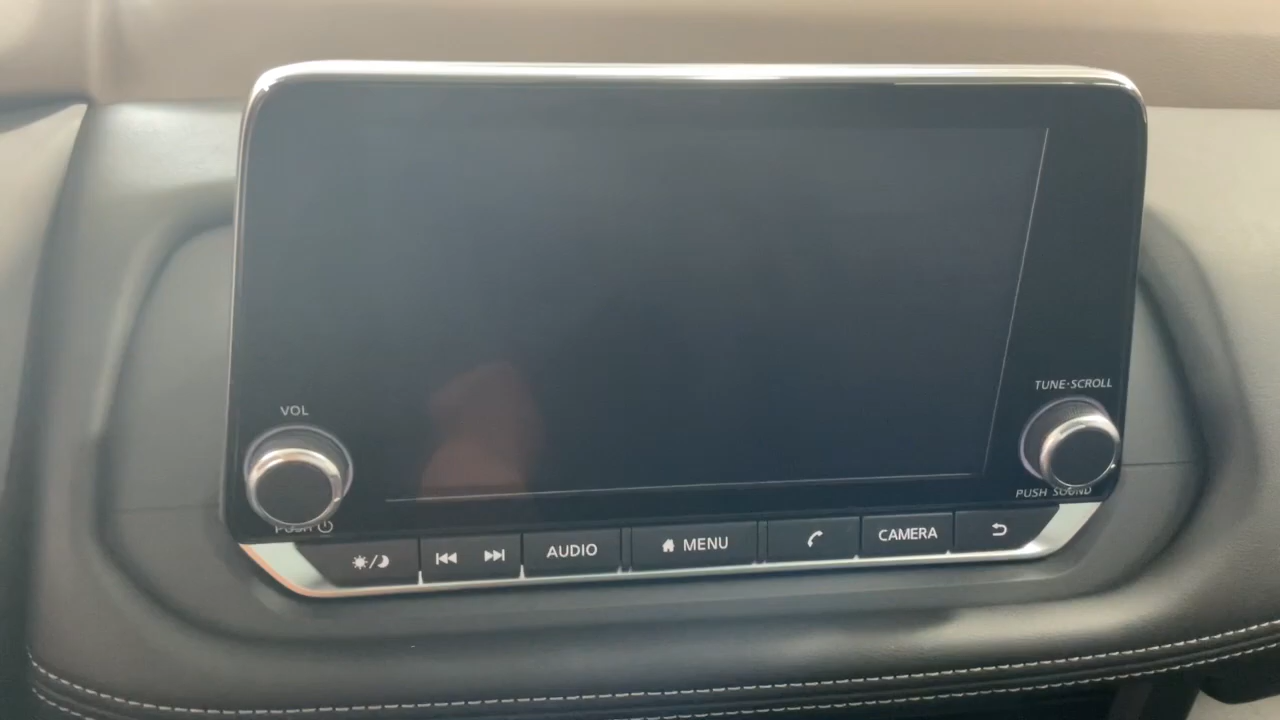 VOL
TUNE·SCROLL
PUSH SOUND
PUSH
AUDIO
MENU
CAMERA